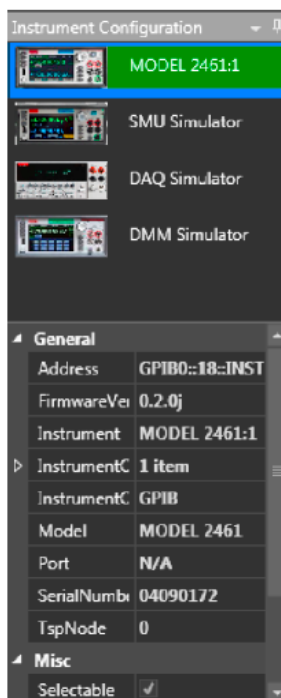 Instrument Configuration
MODEL 2461:1
SMU Simulator
DAQ Simulator
DMM Simulator
General
Address GPIB0::18::INST
FirmwareVer 0.2.0j
Instrument MODEL 2461:1
InstrumentC 1 item
InstrumentC GPIB
Model MODEL 2461
Port N/A
SerialNumbe 04090172
TspNode 0
Misc
Selectable